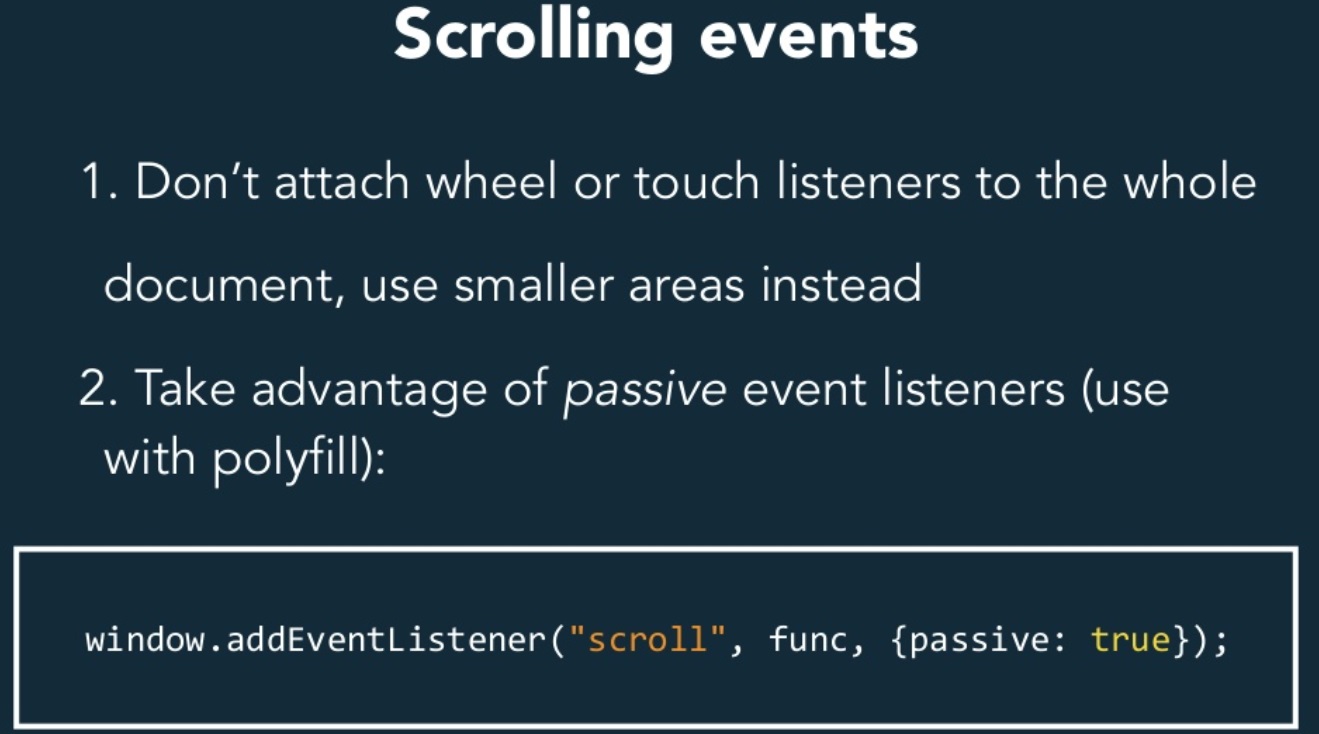 Scrolling events
1. Don’t attach wheel or touch listeners to the whole
document, use smaller areas instead
2. Take advantage of passive event listeners (use
with polyfill):
window.addEventListener("scroll", func, {passive: true});